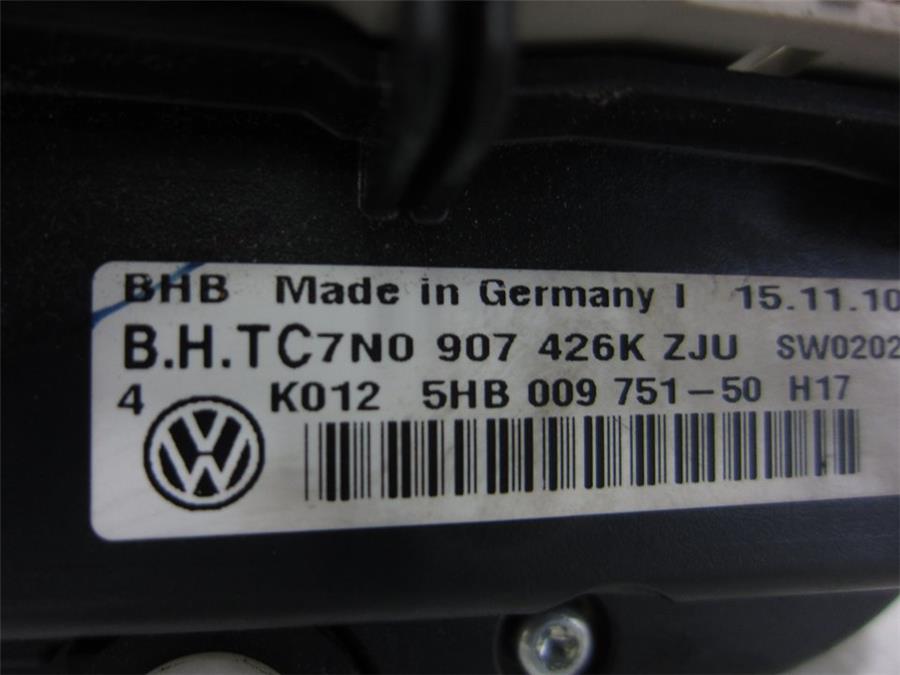 BHB Made in Germany I 15.11.10
B.H.TC7N0 907 426K ZJU SW0202
4 K012 5HB 009 751-50 H17